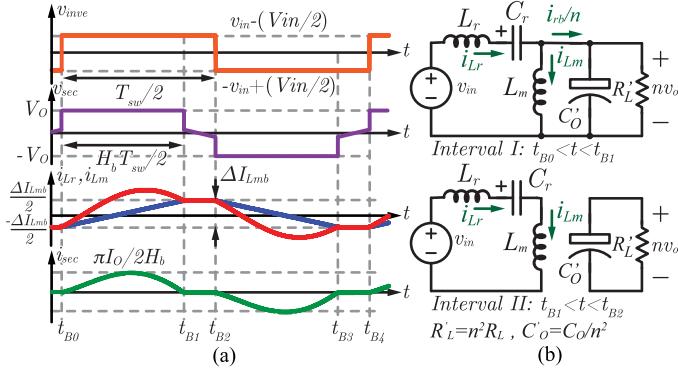 v_inve
v_in-(Vin/2)
t
T_sw/2
-v_in+(Vin/2)
v_sec
V_O
t
-V_O
H_bT_sw/2
i_Lr,i_Lm
ΔI_Lmb
ΔI_Lmb/2
-ΔI_Lmb/2
t
i_sec
πI_O/2H_b
t
t_B0
t_B1
t_B2
t_B3
t_B4
(a)
L_r
C_r
i_rb/n
+
i_Lr
i_Lm
+
v_in
L_m
C'_O
R'_L
nv_o
−
Interval I: t_B0<t<t_B1
L_r
C_r
+
i_Lr
i_Lm
+
v_in
L_m
C'_O
R'_L
nv_o
−
Interval II: t_B1<t<t_B2
R'_L=n²R_L , C'_O=C_O/n²
(b)